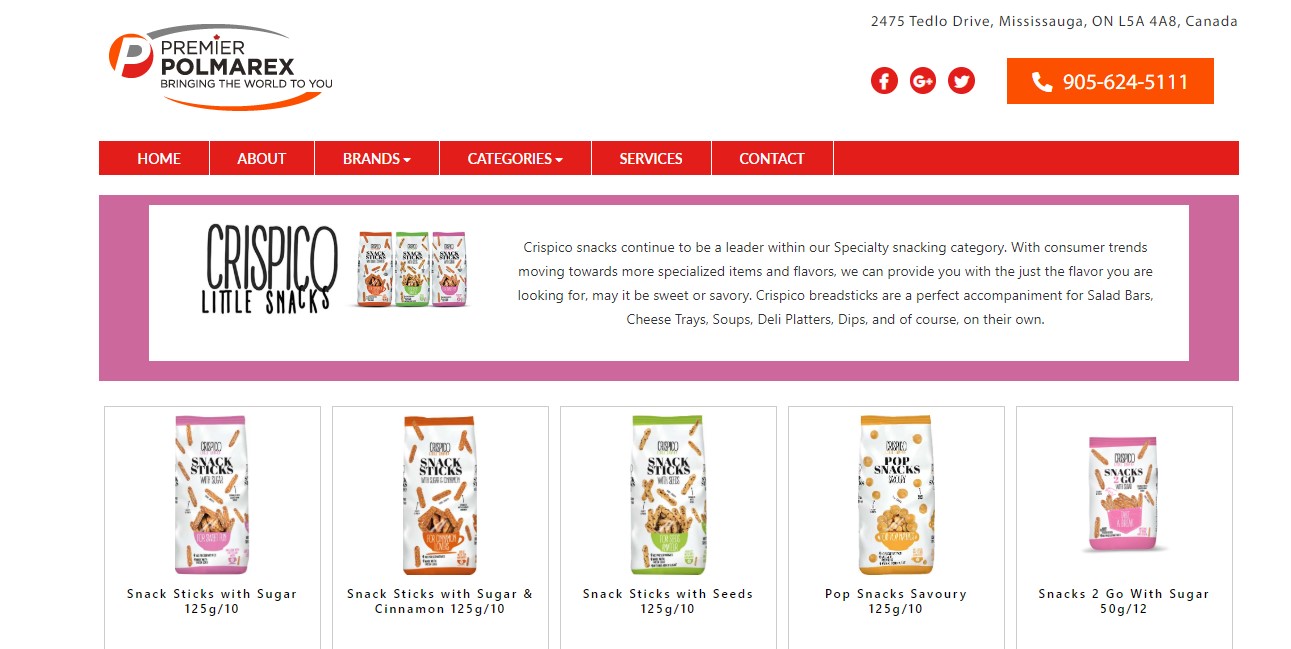 2475 Tedlo Drive, Mississauga, ON L5A 4A8, Canada
PREMIER
POLMAREX
BRINGING THE WORLD TO YOU
905-624-5111
HOME
ABOUT
BRANDS
CATEGORIES
SERVICES
CONTACT
CRISPICO
LITTLE SNACKS
Crispico snacks continue to be a leader within our Specialty snacking category. With consumer trends
moving towards more specialized items and flavors, we can provide you with the just the flavor you are
looking for, may it be sweet or savory. Crispico breadsticks are a perfect accompaniment for Salad Bars,
Cheese Trays, Soups, Deli Platters, Dips, and of course, on their own.
CRISPICO
SNACK
STICKS
WITH SUGAR
CRISPICO
SNACK
STICKS
WITH SUGAR & CINNAMON
FOR CINNAMON
LOVERS
CRISPICO
SNACK
STICKS
WITH SEEDS
CRISPICO
POP
SNACKS
SAVOURY
CRISPICO
SNACKS
2 GO
WITH SUGAR
TAKE
A BREAK
Snack Sticks with Sugar
125g/10
Snack Sticks with Sugar &
Cinnamon 125g/10
Snack Sticks with Seeds
125g/10
Pop Snacks Savoury
125g/10
Snacks 2 Go With Sugar
50g/12